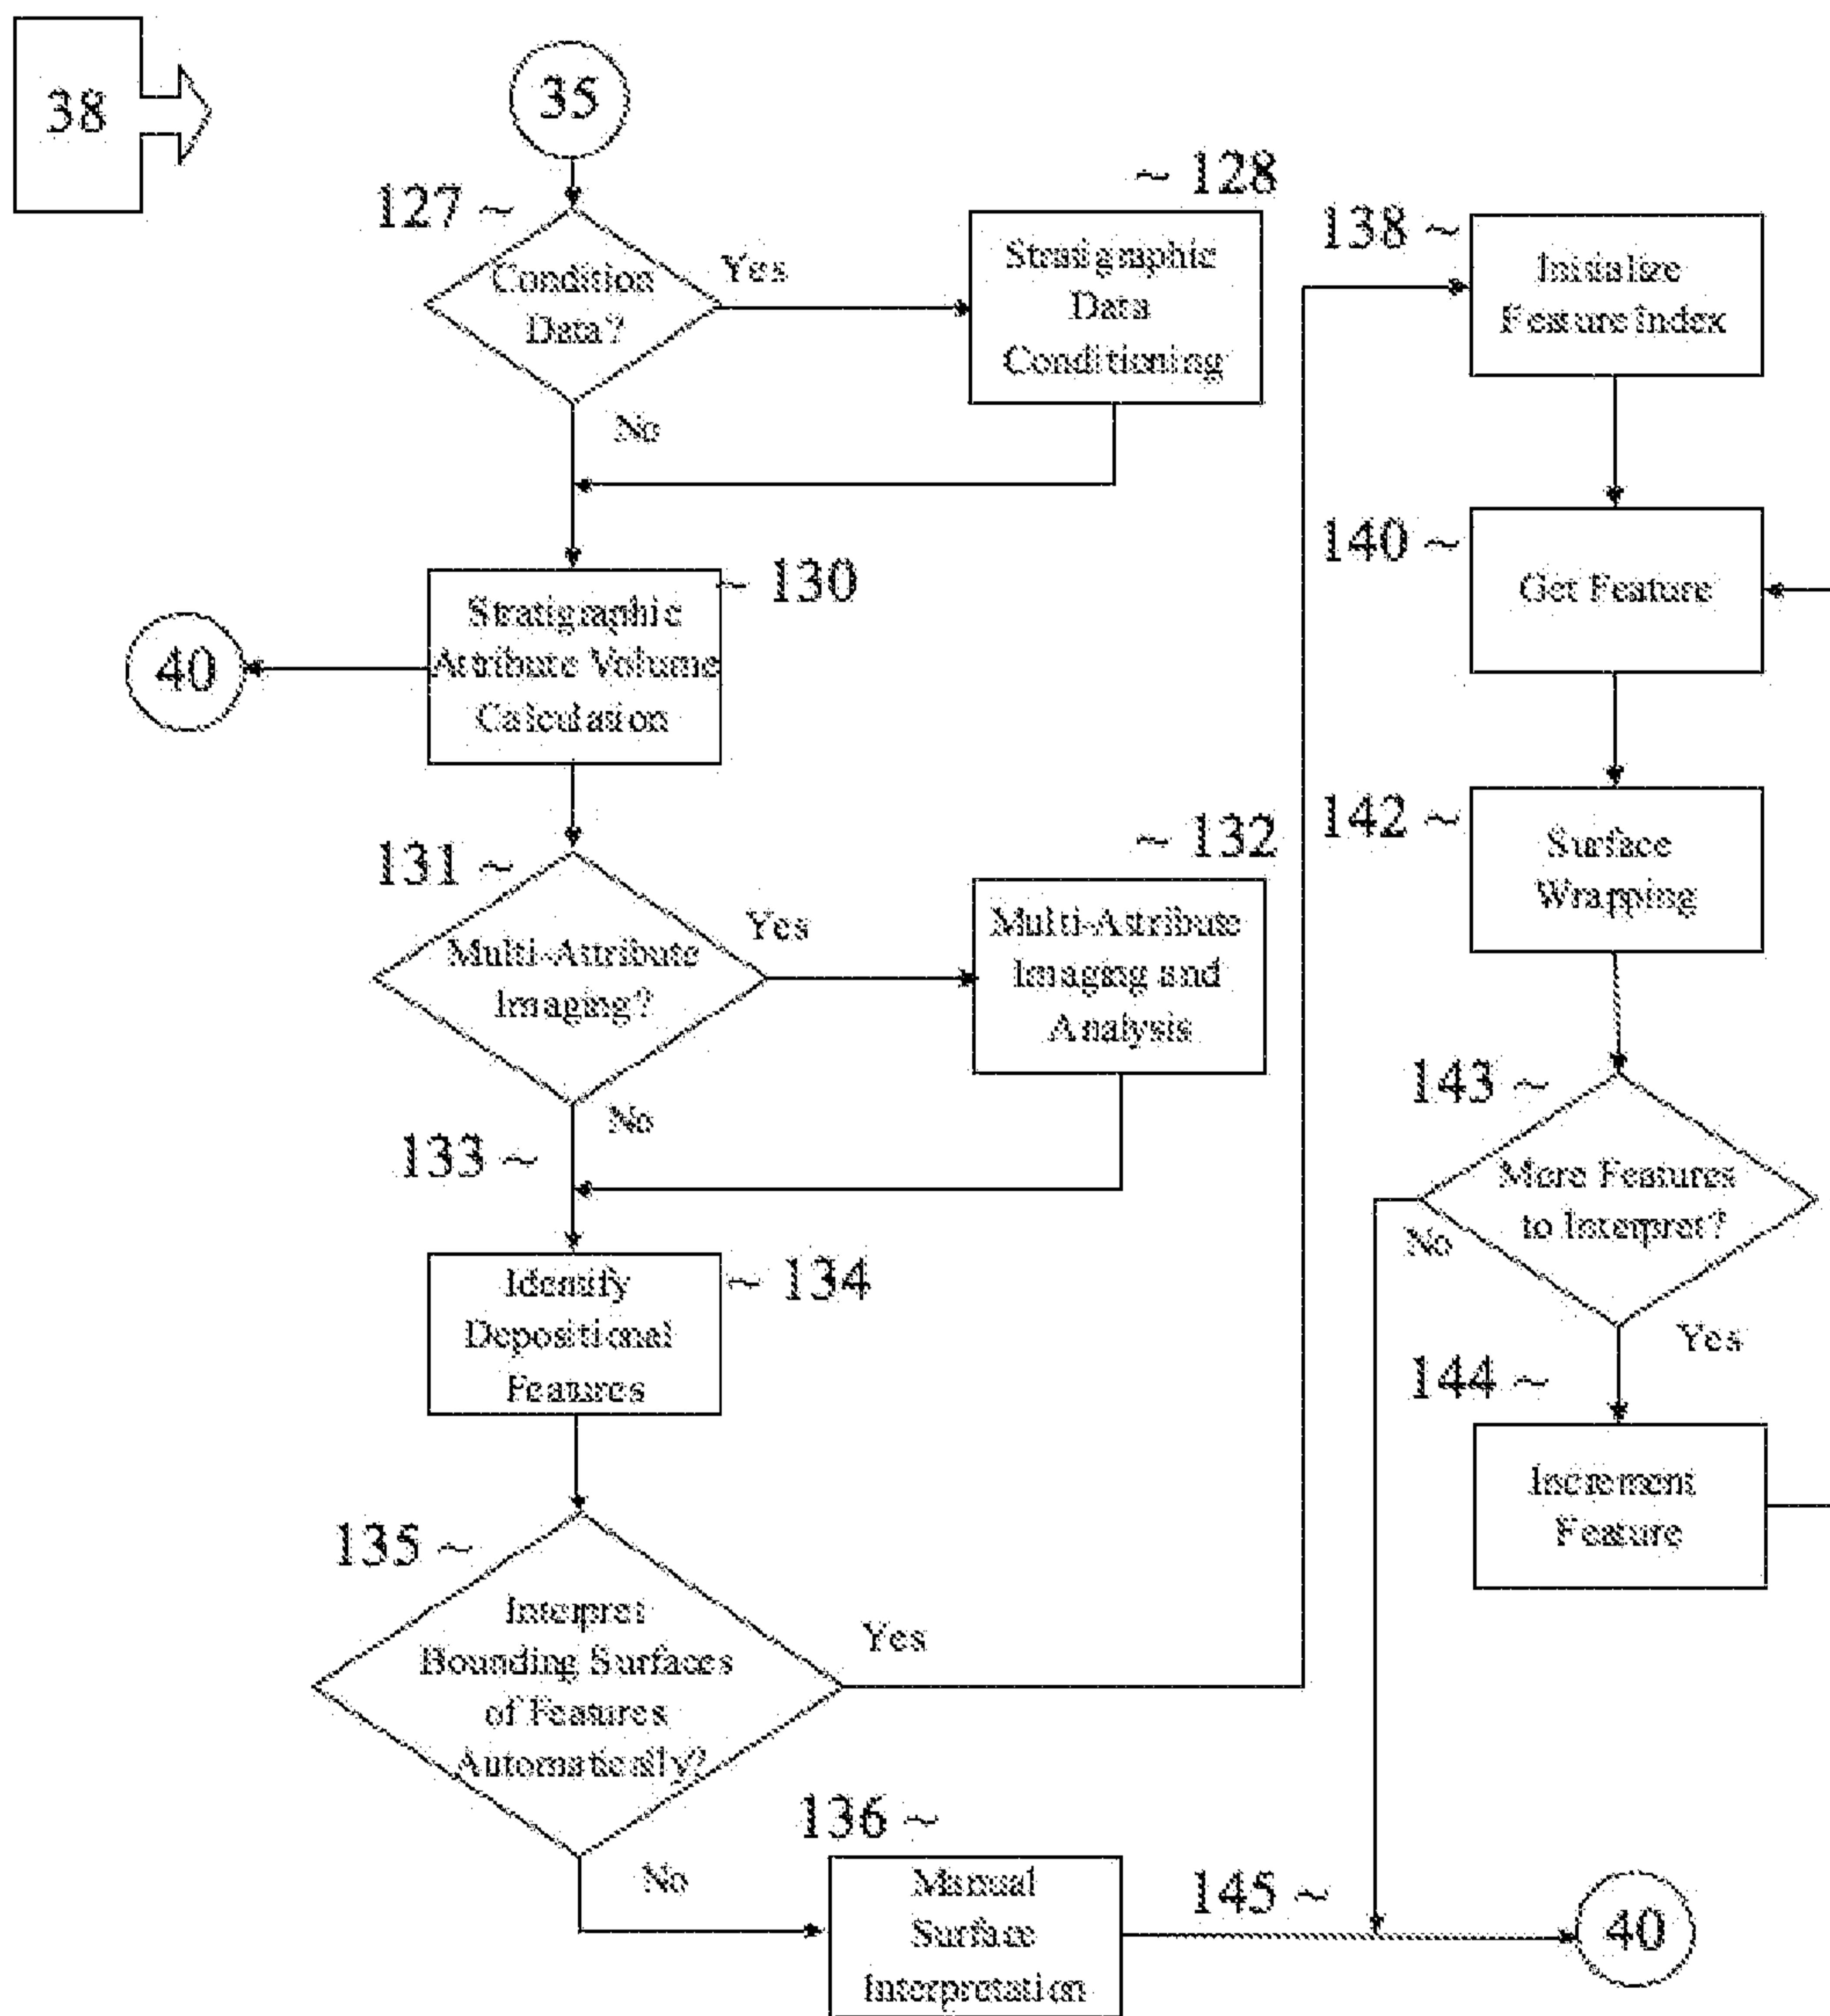 38
35
127 ~
Condition
Data?
Yes
No
~ 128
Stratigraphic
Data
Conditioning
~ 130
Stratigraphic
Attribute Volume
Calculation
40
131 ~
Multi-Attribute
Imaging?
Yes
No
~ 132
Multi-Attribute
Imaging and
Analysis
133 ~
~ 134
Identify
Depositional
Features
135 ~
Interpret
Bounding Surfaces
of Features
Automatically?
Yes
No
136 ~
Manual
Surface
Interpretation
138 ~
Initialize
Feature Index
140 ~
Get Feature
142 ~
Surface
Wrapping
143 ~
More Features
to Interpret?
No
Yes
144 ~
Increment
Feature
145 ~
40